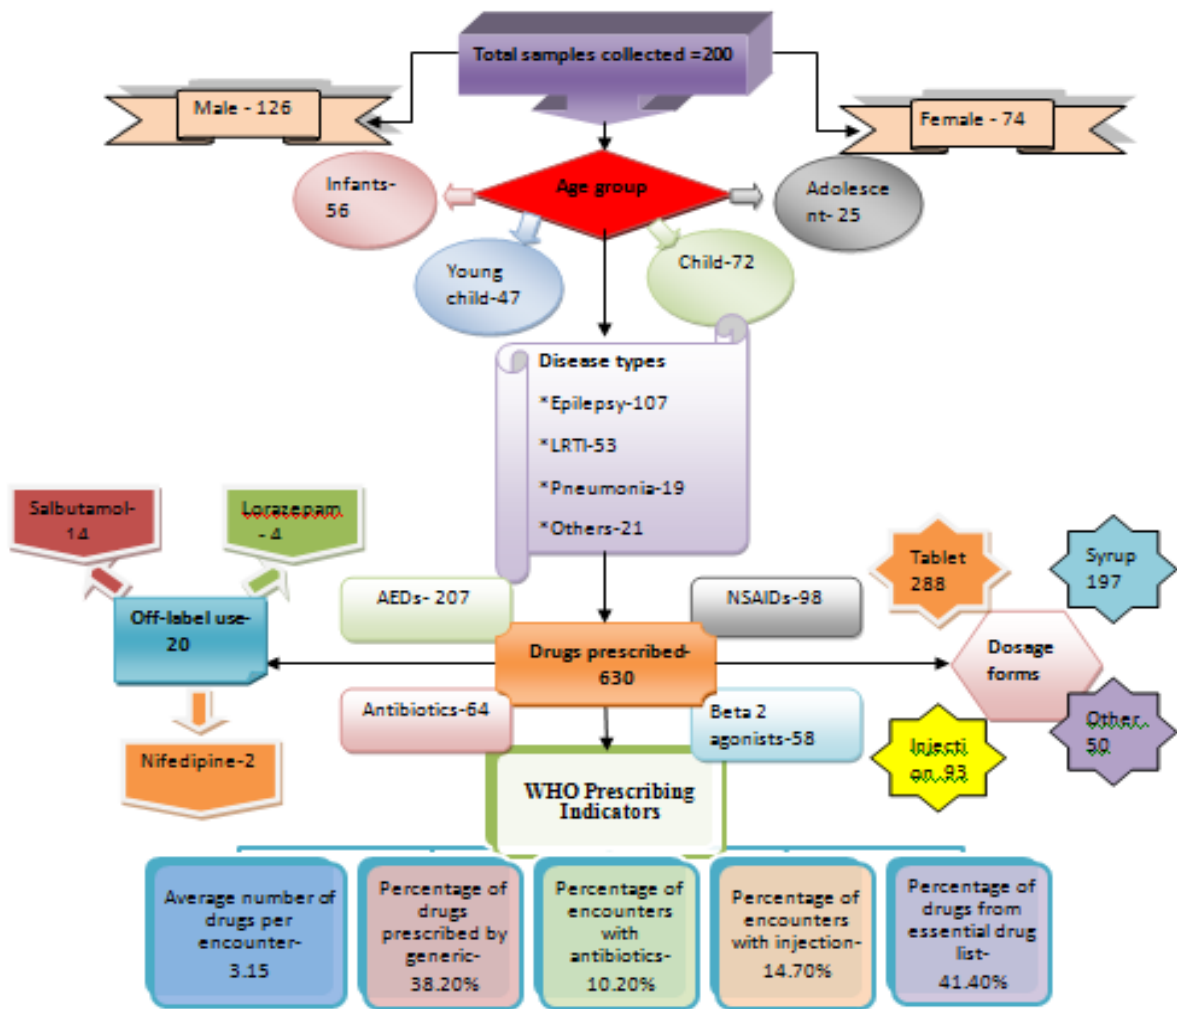 Total samples collected =200
Male - 126
Female - 74
Infants-
56
Age group
Adolesce
nt- 25
Young
child-47
Child-72
Disease types
*Epilepsy-107
*LRTI-53
*Pneumonia-19
*Others-21
Salbutamol-
14
Lorazepam
- 4
Tablet
288
Syrup
197
AEDs- 207
NSAIDs-98
Off-label use-
20
Drugs prescribed-
630
Dosage
forms
Antibiotics-64
Beta 2
agonists-58
Injecti
on 93
Other
50
Nifedipine-2
WHO Prescribing
Indicators
Average number of
drugs per
encounter-
3.15
Percentage of
drugs
prescribed by
generic-
38.20%
Percentage of
encounters
with
antibiotics-
10.20%
Percentage of
encounters
with injection-
14.70%
Percentage of
drugs from
essential drug
list-
41.40%